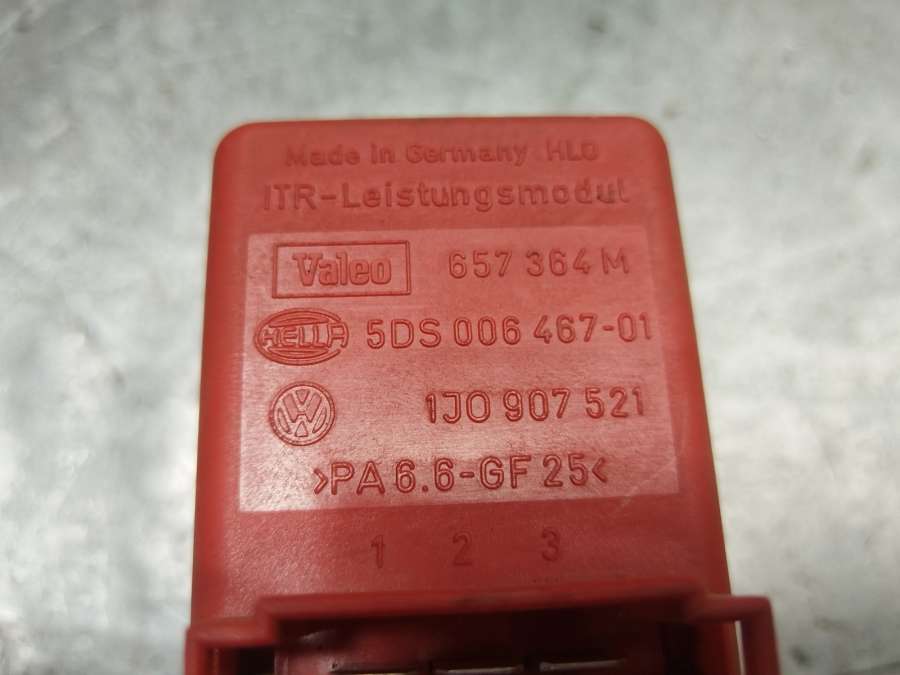 Made in Germany HLO
ITR-Leistungsmodul
Valeo 657 364 M
HELLA 5DS 006 467-01
VW 1J0 907 521
>PA 6.6-GF 25<
1 2 3